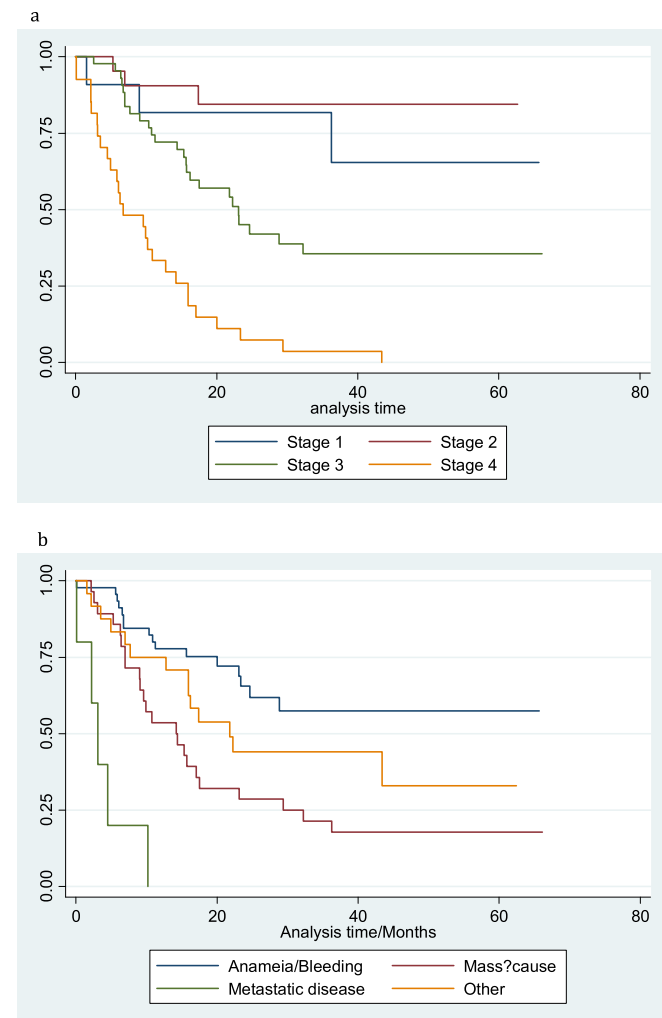 a
1.00
0.75
0.50
0.25
0.00
0 20 40 60 80
analysis time
Stage 1 Stage 2
Stage 3 Stage 4
b
1.00
0.75
0.50
0.25
0.00
0 20 40 60 80
Analysis time/Months
Anameia/Bleeding Mass?cause
Metastatic disease Other